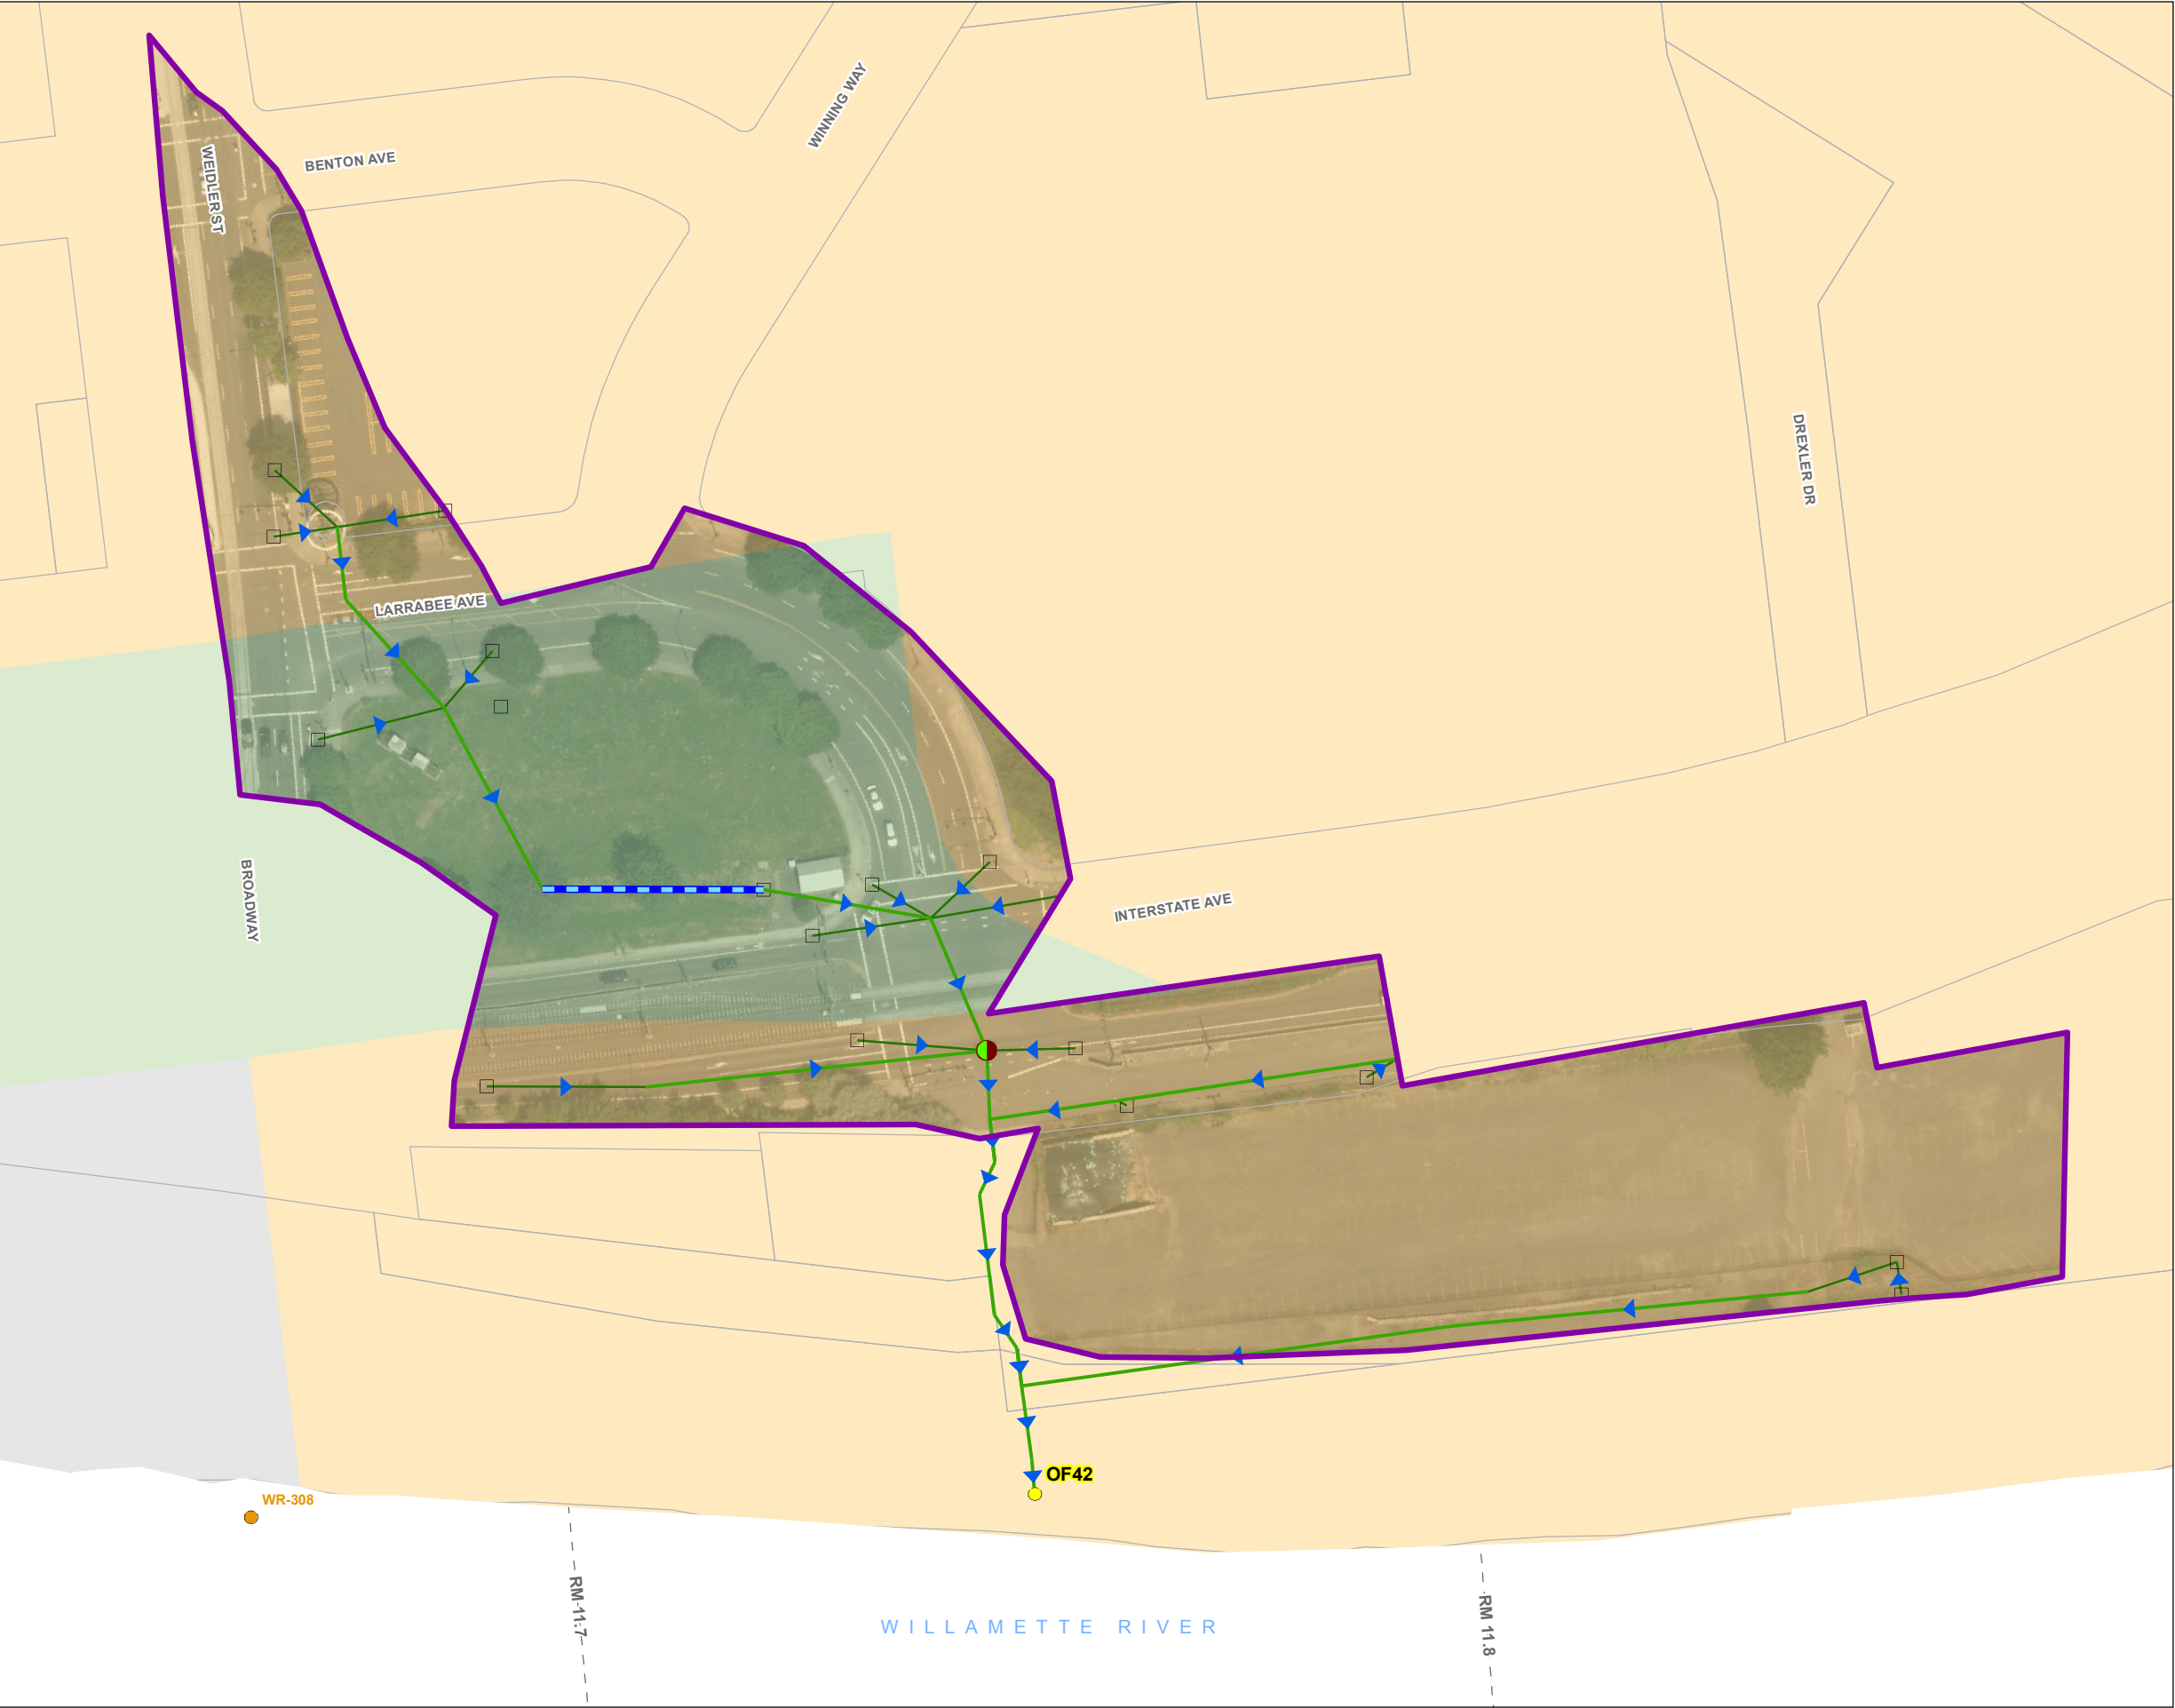 WINNING WAY
BENTON AVE
WEIDLER ST
DREXLER DR
LARRABEE AVE
BROADWAY
INTERSTATE AVE
OF42
WR-308
RM 11.7
RM 11.8
WILLAMETTE RIVER